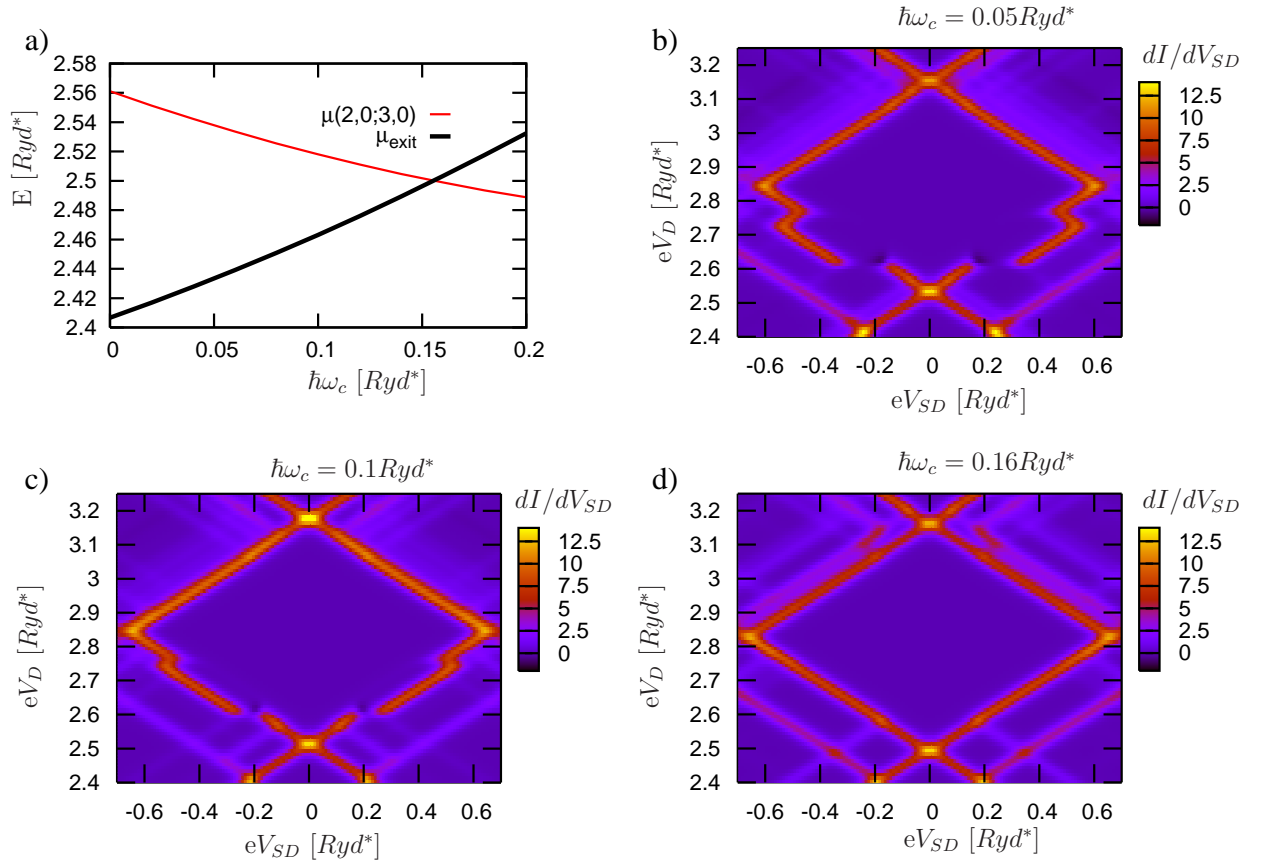 a)
E [Ryd*]
2.58
2.56
2.54
2.52
2.5
2.48
2.46
2.44
2.42
2.4
μ(2,0;3,0)
μexit
0 0.05 0.1 0.15 0.2
ħωc [Ryd*]
b)
ħωc = 0.05Ryd*
dI/dVSD
eVD [Ryd*]
3.2
3.1
3
2.9
2.8
2.7
2.6
2.5
2.4
12.5
10
7.5
5
2.5
0
-0.6 -0.4 -0.2 0 0.2 0.4 0.6
eVSD [Ryd*]
c)
ħωc = 0.1Ryd*
dI/dVSD
eVD [Ryd*]
3.2
3.1
3
2.9
2.8
2.7
2.6
2.5
2.4
12.5
10
7.5
5
2.5
0
-0.6 -0.4 -0.2 0 0.2 0.4 0.6
eVSD [Ryd*]
d)
ħωc = 0.16Ryd*
dI/dVSD
eVD [Ryd*]
3.2
3.1
3
2.9
2.8
2.7
2.6
2.5
2.4
12.5
10
7.5
5
2.5
0
-0.6 -0.4 -0.2 0 0.2 0.4 0.6
eVSD [Ryd*]